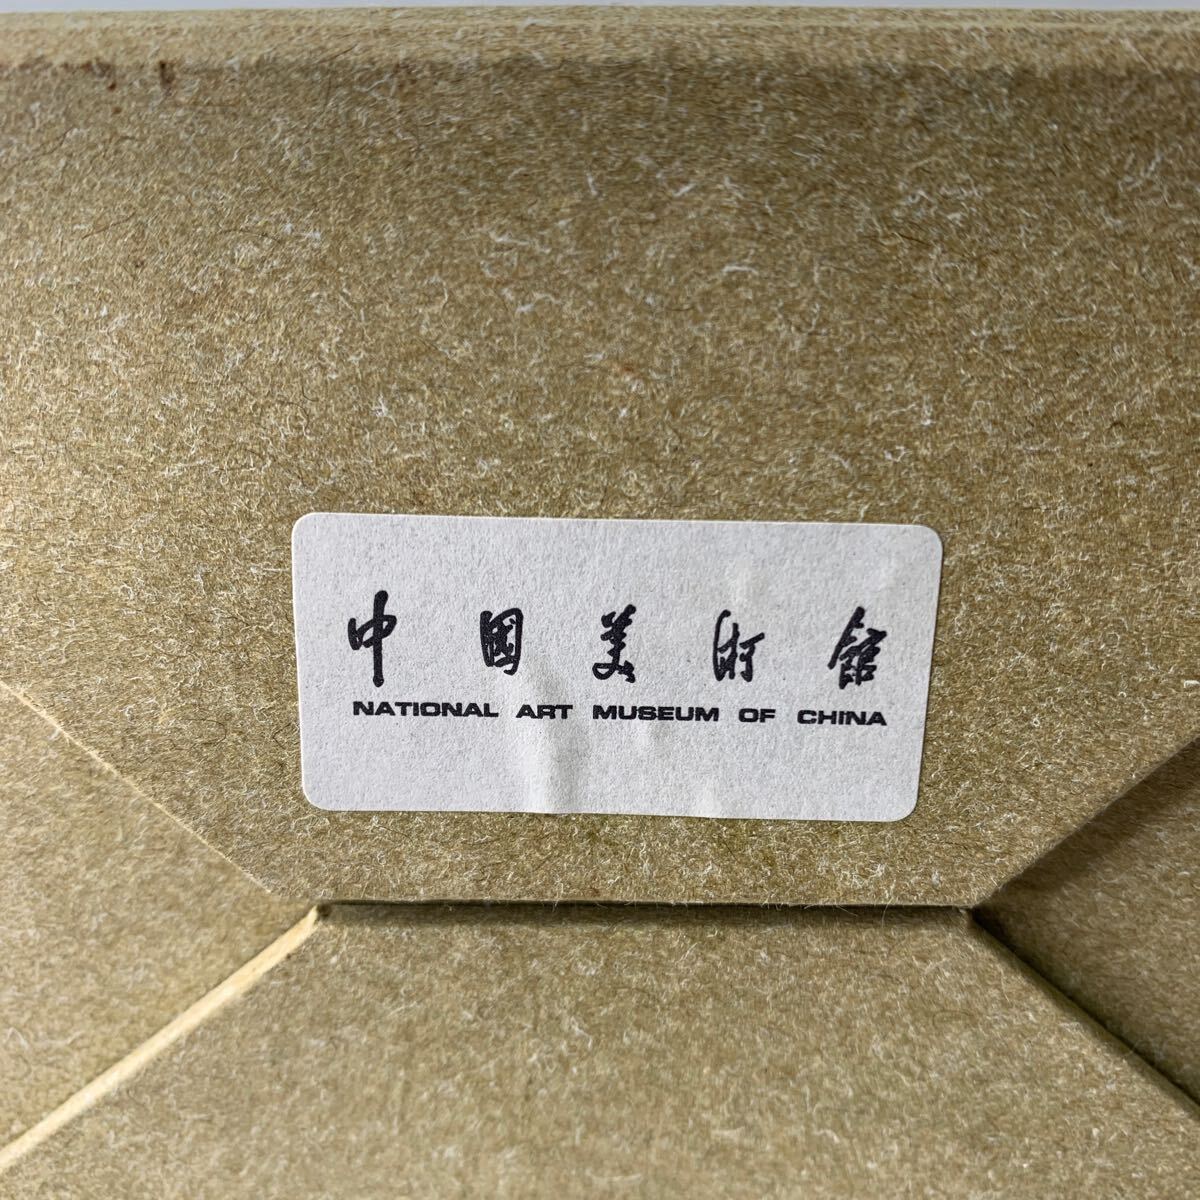 中國美術館
NATIONAL ART MUSEUM OF CHINA